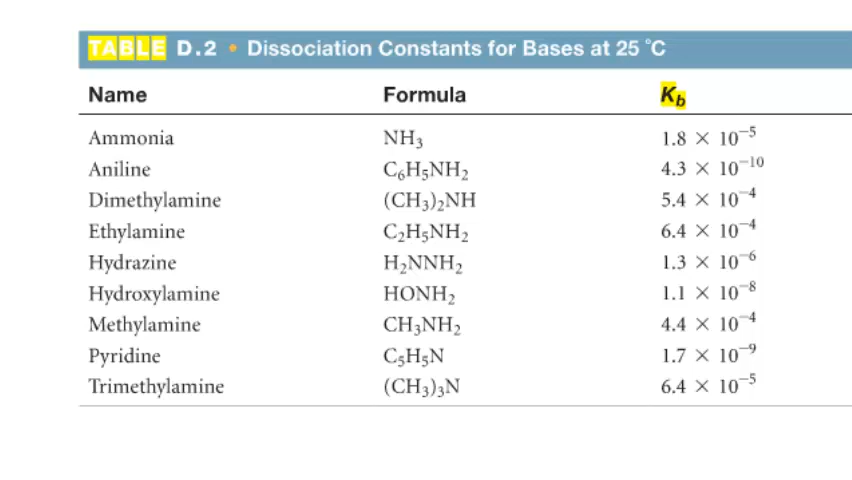 TABLE D.2 • Dissociation Constants for Bases at 25 °C
Name Formula K_b
Ammonia NH₃ 1.8 × 10⁻⁵
Aniline C₆H₅NH₂ 4.3 × 10⁻¹⁰
Dimethylamine (CH₃)₂NH 5.4 × 10⁻⁴
Ethylamine C₂H₅NH₂ 6.4 × 10⁻⁴
Hydrazine H₂NNH₂ 1.3 × 10⁻⁶
Hydroxylamine HONH₂ 1.1 × 10⁻⁸
Methylamine CH₃NH₂ 4.4 × 10⁻⁴
Pyridine C₅H₅N 1.7 × 10⁻⁹
Trimethylamine (CH₃)₃N 6.4 × 10⁻⁵